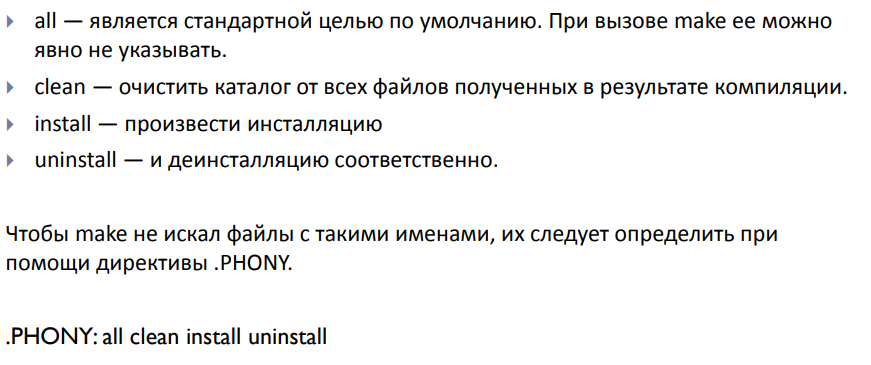 all — является стандартной целью по умолчанию. При вызове make ее можно
явно не указывать.
clean — очистить каталог от всех файлов полученных в результате компиляции.
install — произвести инсталляцию
uninstall — и деинсталляцию соответственно.
Чтобы make не искал файлы с такими именами, их следует определить при
помощи директивы .PHONY.
.PHONY: all clean install uninstall